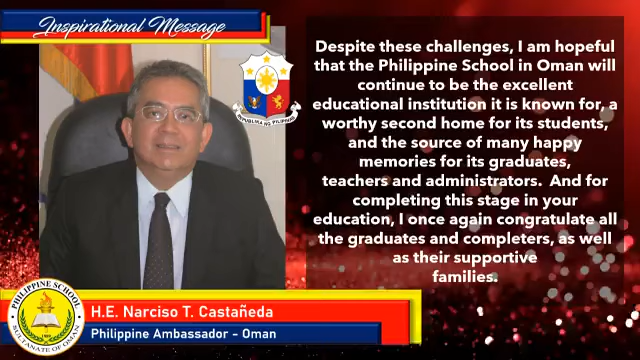 Inspirational Message
REPUBLIKA NG PILIPINAS
Despite these challenges, I am hopeful
that the Philippine School in Oman will
continue to be the excellent
educational institution it is known for, a
worthy second home for its students,
and the source of many happy
memories for its graduates,
teachers and administrators. And for
completing this stage in your
education, I once again congratulate all
the graduates and completers, as well
as their supportive
families.
PHILIPPINE SCHOOL
SULTANATE OF OMAN
H.E. Narciso T. Castañeda
Philippine Ambassador – Oman